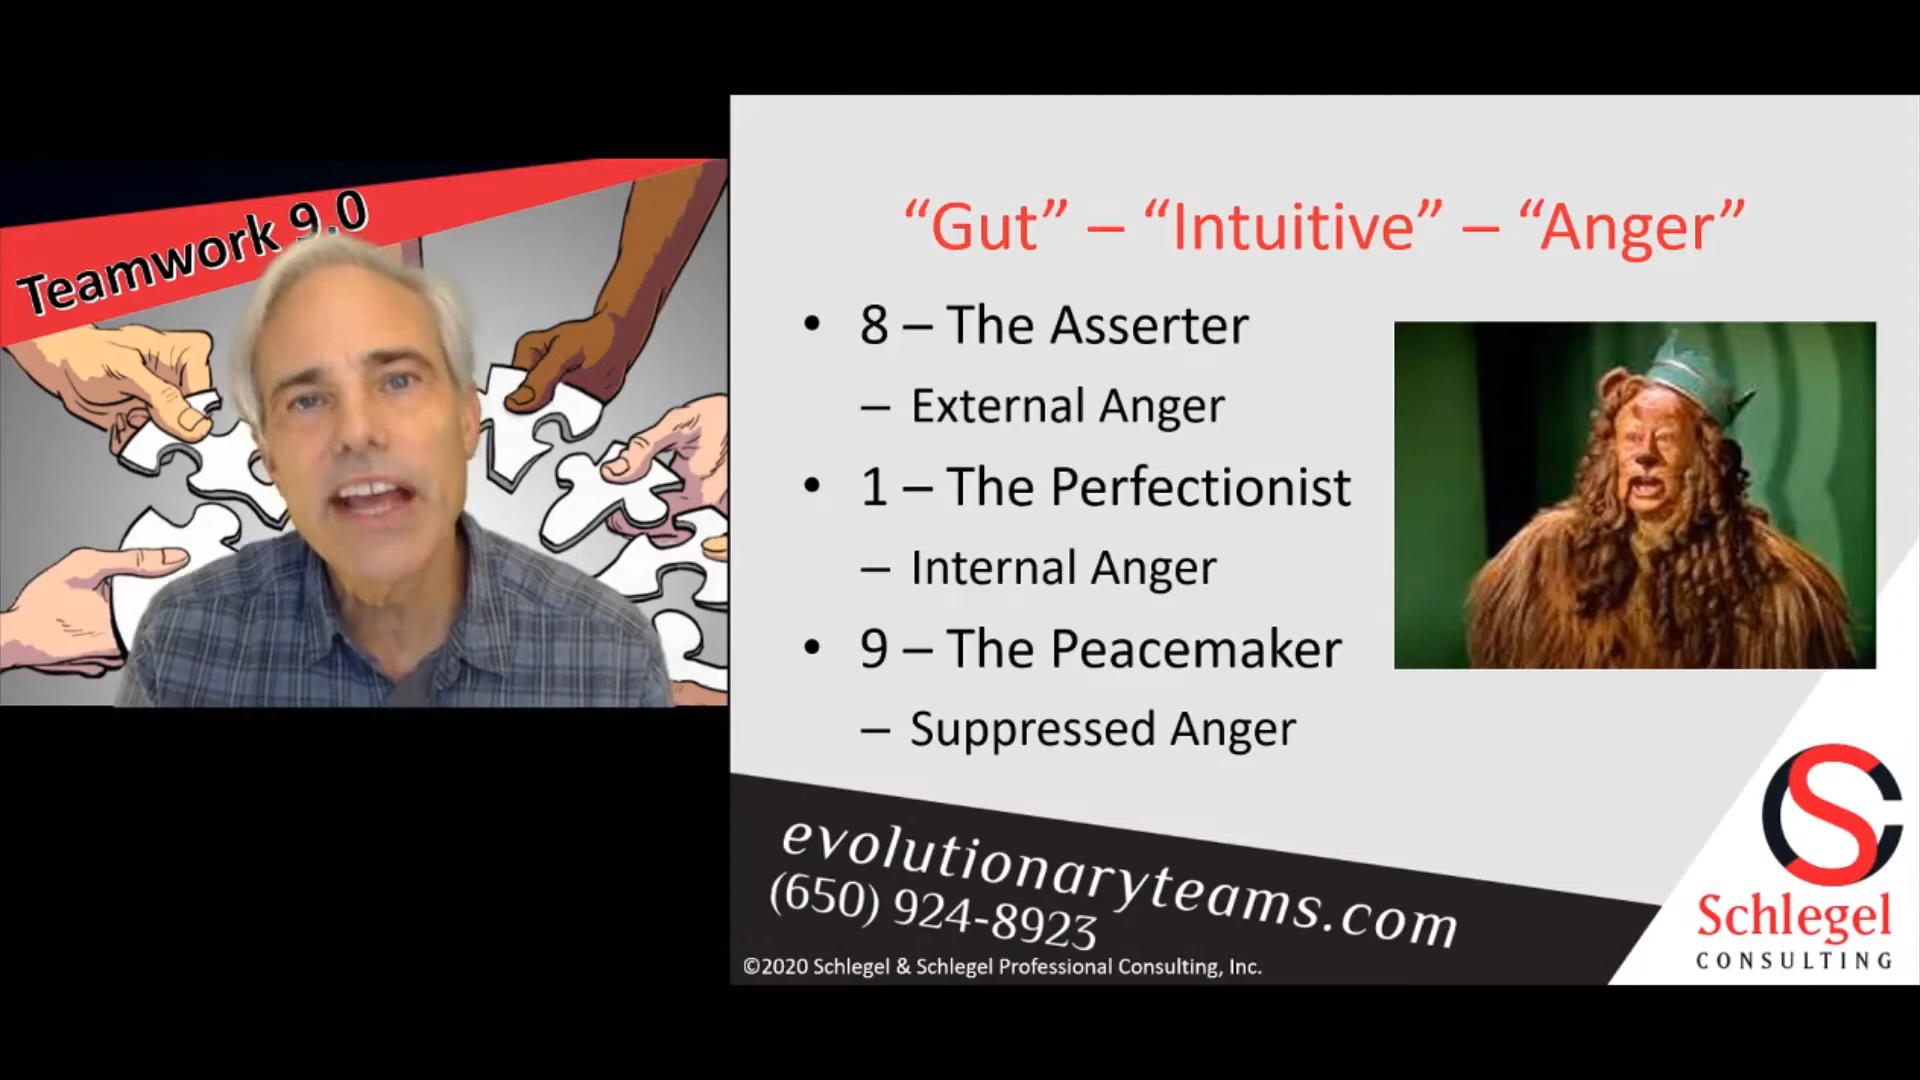 Teamwork 9.0
“Gut” – “Intuitive” – “Anger”
• 8 – The Asserter
– External Anger
• 1 – The Perfectionist
– Internal Anger
• 9 – The Peacemaker
– Suppressed Anger
evolutionaryteams.com
(650) 924-8923
©2020 Schlegel & Schlegel Professional Consulting, Inc.
SC
Schlegel
CONSULTING